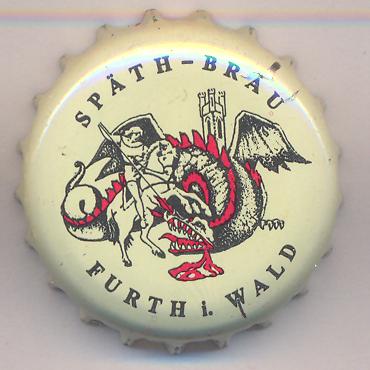 SPÄTH-BRÄU
FURTH i. WALD